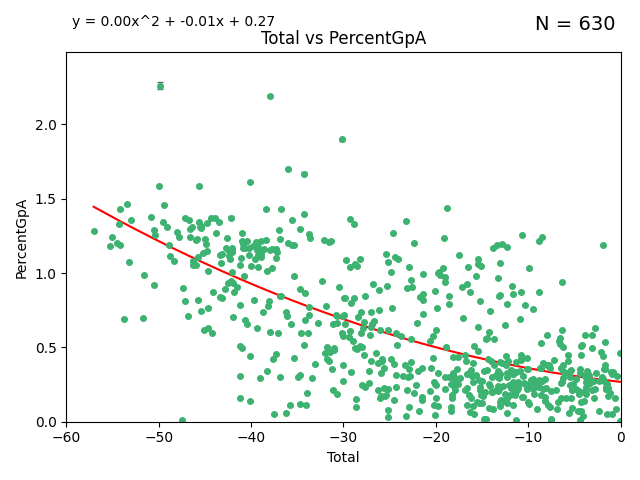 y = 0.00x^2 + -0.01x + 0.27
N = 630
Total vs PercentGpA
PercentGpA
2.0
1.5
1.0
0.5
0.0
−60 −50 −40 −30 −20 −10 0
Total